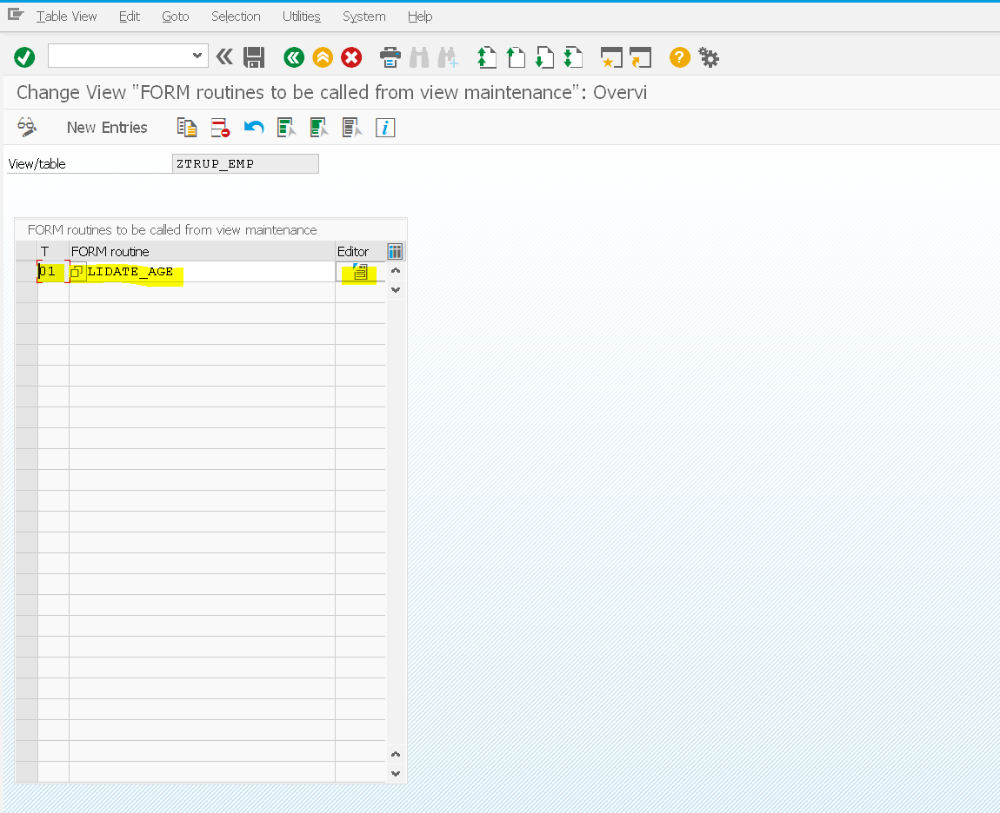 Table View Edit Goto Selection Utilities System Help
Change View "FORM routines to be called from view maintenance": Overvi
New Entries
View/table ZTRUP_EMP
FORM routines to be called from view maintenance
T FORM routine Editor
01 LIDATE_AGE